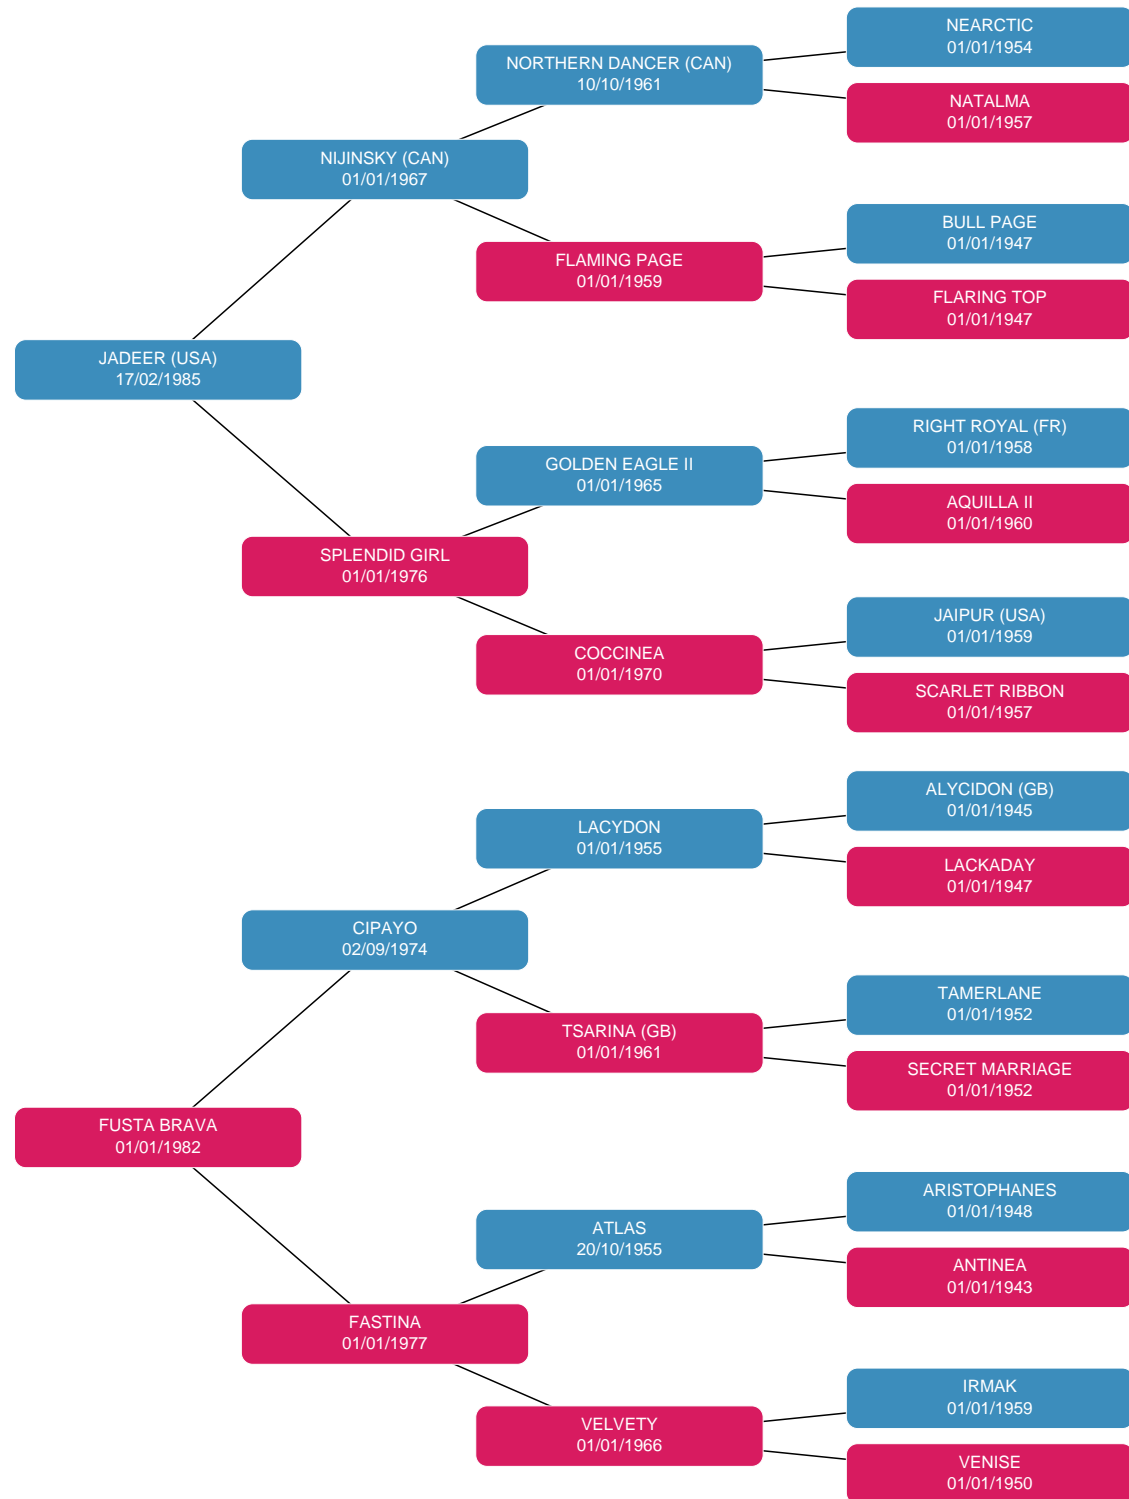 NEARCTIC
01/01/1954
NORTHERN DANCER (CAN)
10/10/1961
NATALMA
01/01/1957
NIJINSKY (CAN)
01/01/1967
BULL PAGE
01/01/1947
FLAMING PAGE
01/01/1959
FLARING TOP
01/01/1947
JADEER (USA)
17/02/1985
RIGHT ROYAL (FR)
01/01/1958
GOLDEN EAGLE II
01/01/1965
AQUILLA II
01/01/1960
SPLENDID GIRL
01/01/1976
JAIPUR (USA)
01/01/1959
COCCINEA
01/01/1970
SCARLET RIBBON
01/01/1957
ALYCIDON (GB)
01/01/1945
LACYDON
01/01/1955
LACKADAY
01/01/1947
CIPAYO
02/09/1974
TAMERLANE
01/01/1952
TSARINA (GB)
01/01/1961
SECRET MARRIAGE
01/01/1952
FUSTA BRAVA
01/01/1982
ARISTOPHANES
01/01/1948
ATLAS
20/10/1955
ANTINEA
01/01/1943
FASTINA
01/01/1977
IRMAK
01/01/1959
VELVETY
01/01/1966
VENISE
01/01/1950